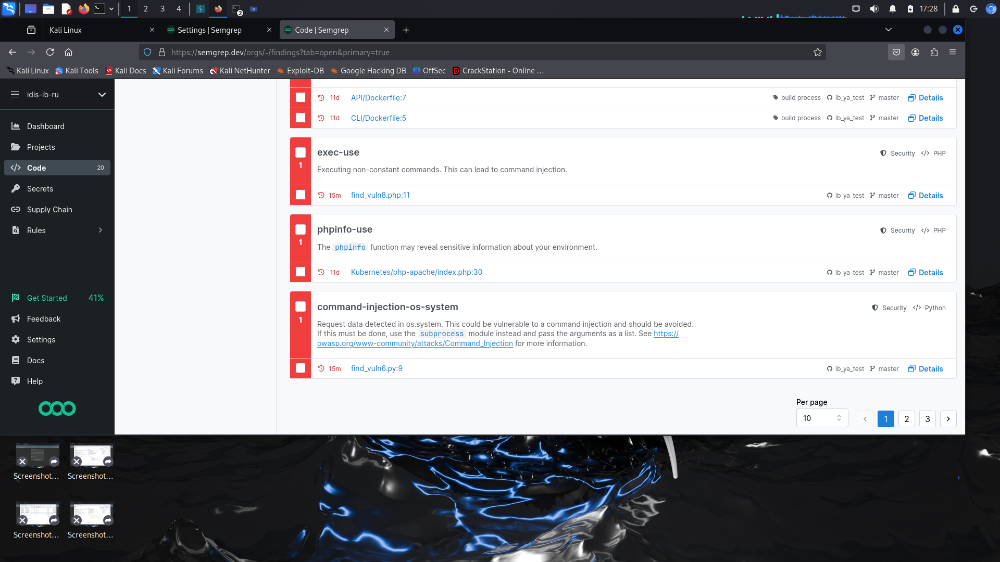 1
2
3
4
2
17:28
Kali Linux
Settings | Semgrep
Code | Semgrep
https://semgrep.dev/orgs/-/findings?tab=open&primary=true
Kali Linux
Kali Tools
Kali Docs
Kali Forums
Kali NetHunter
Exploit-DB
Google Hacking DB
OffSec
CrackStation - Online ...
idis-ib-ru
Dashboard
Projects
Code 20
Secrets
Supply Chain
Rules
Get Started 41%
Feedback
Settings
Docs
Help
11d API/Dockerfile:7 build process ib_ya_test master Details
11d CLI/Dockerfile:5 build process ib_ya_test master Details
exec-use Security PHP
1
Executing non-constant commands. This can lead to command injection.
15m find_vuln8.php:11 ib_ya_test master Details
phpinfo-use Security PHP
1
The phpinfo function may reveal sensitive information about your environment.
11d Kubernetes/php-apache/index.php:30 ib_ya_test master Details
command-injection-os-system Security Python
1
Request data detected in os.system. This could be vulnerable to a command injection and should be avoided.
If this must be done, use the subprocess module instead and pass the arguments as a list. See https://
owasp.org/www-community/attacks/Command_Injection for more information.
15m find_vuln6.py:9 ib_ya_test master Details
Per page
10
1
2
3
Screenshot...
Screenshot...
Screenshot...
Screenshot...